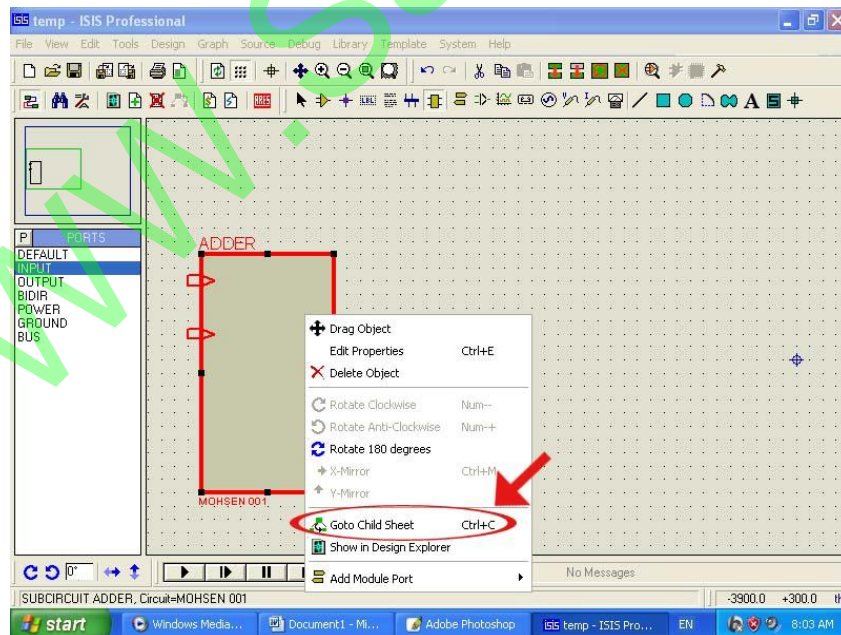 ISIS temp - ISIS Professional
File View Edit Tools Design Graph Source Debug Library Template System Help
LBL
A
P PORTS
DEFAULT
INPUT
OUTPUT
BIDIR
POWER
GROUND
BUS
ADDER
MOHSEN 001
Drag Object
Edit Properties Ctrl+E
Delete Object
Rotate Clockwise Num--
Rotate Anti-Clockwise Num-+
Rotate 180 degrees
X-Mirror Ctrl+M
Y-Mirror
Goto Child Sheet Ctrl+C
Show in Design Explorer
Add Module Port
0°
No Messages
SUBCIRCUIT ADDER, Circuit=MOHSEN 001
-3900.0 +300.0 th
start
Windows Media...
Document1 - Mi...
Adobe Photoshop
ISIS temp - ISIS Pro...
EN
8:03 AM